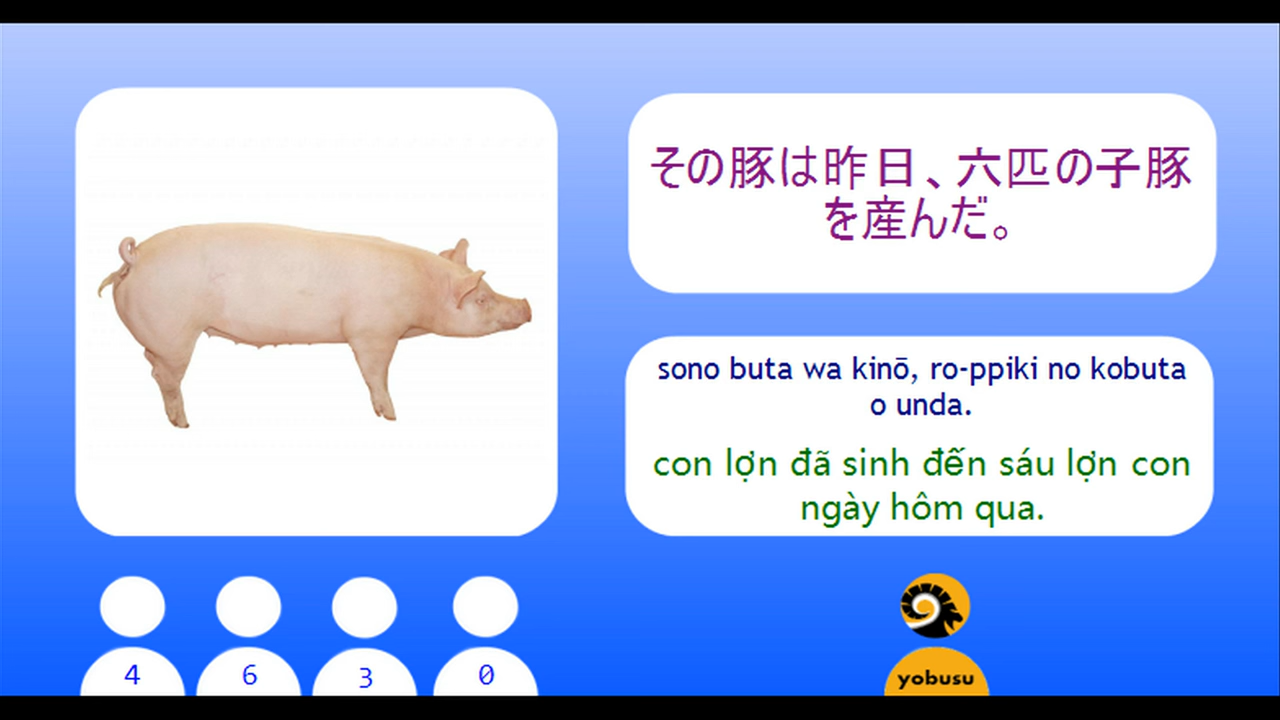 その豚は昨日、六匹の子豚
を産んだ。
sono buta wa kinō, ro-ppiki no kobuta
o unda.
con lợn đã sinh đến sáu lợn con
ngày hôm qua.
4 6 3 0
yobusu